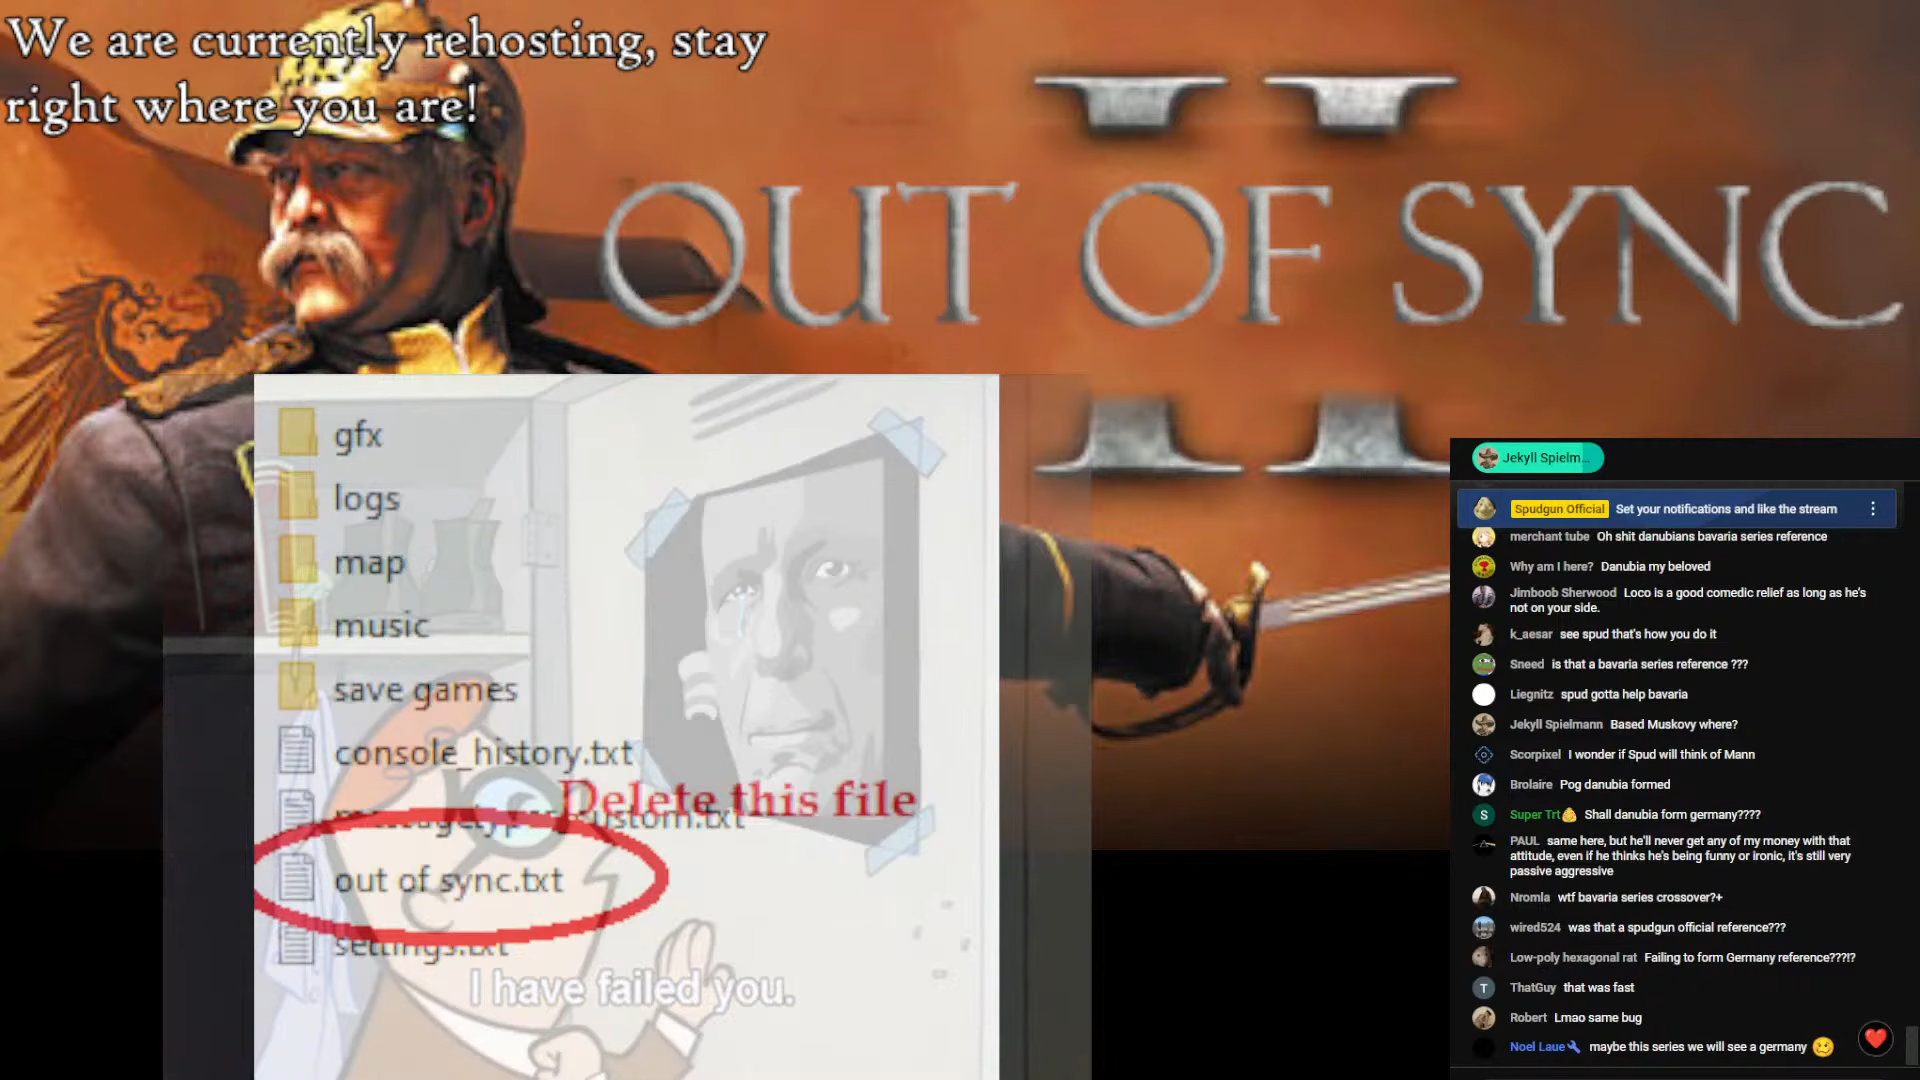 We are currently rehosting, stay
right where you are!
II
OUT OF SYNC
gfx
logs
map
music
save games
console_history.txt
Delete this file
out of sync.txt
settings.txt
I have failed you.
Jekyll Spielm...
Spudgun Official Set your notifications and like the stream
merchant tube Oh shit danubians bavaria series reference
Why am I here? Danubia my beloved
Jimboob Sherwood Loco is a good comedic relief as long as he's
not on your side.
k_aesar see spud that's how you do it
Sneed is that a bavaria series reference ???
Liegnitz spud gotta help bavaria
Jekyll Spielmann Based Muskovy where?
Scorpixel I wonder if Spud will think of Mann
Brolaire Pog danubia formed
S Super Trt Shall danubia form germany????
PAUL same here, but he'll never get any of my money with that
attitude, even if he thinks he's being funny or ironic, it's still very
passive aggressive
Nromla wtf bavaria series crossover?+
wired524 was that a spudgun official reference???
Low-poly hexagonal rat Failing to form Germany reference???!?
T ThatGuy that was fast
Robert Lmao same bug
Noel Laue maybe this series we will see a germany